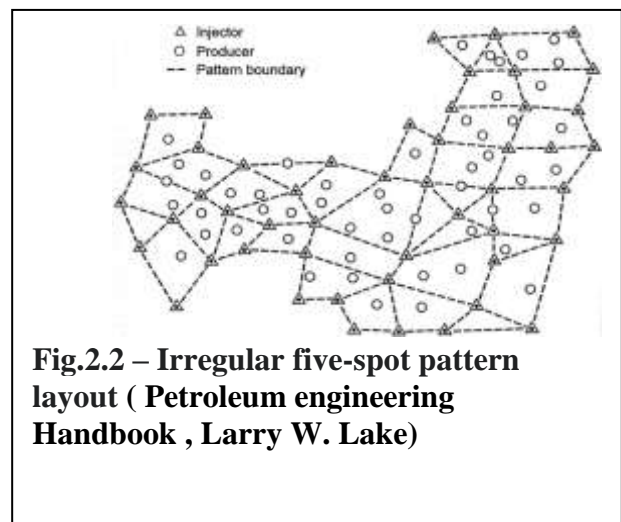 Injector
Producer
Pattern boundary
Fig.2.2 – Irregular five-spot pattern
layout ( Petroleum engineering
Handbook , Larry W. Lake)